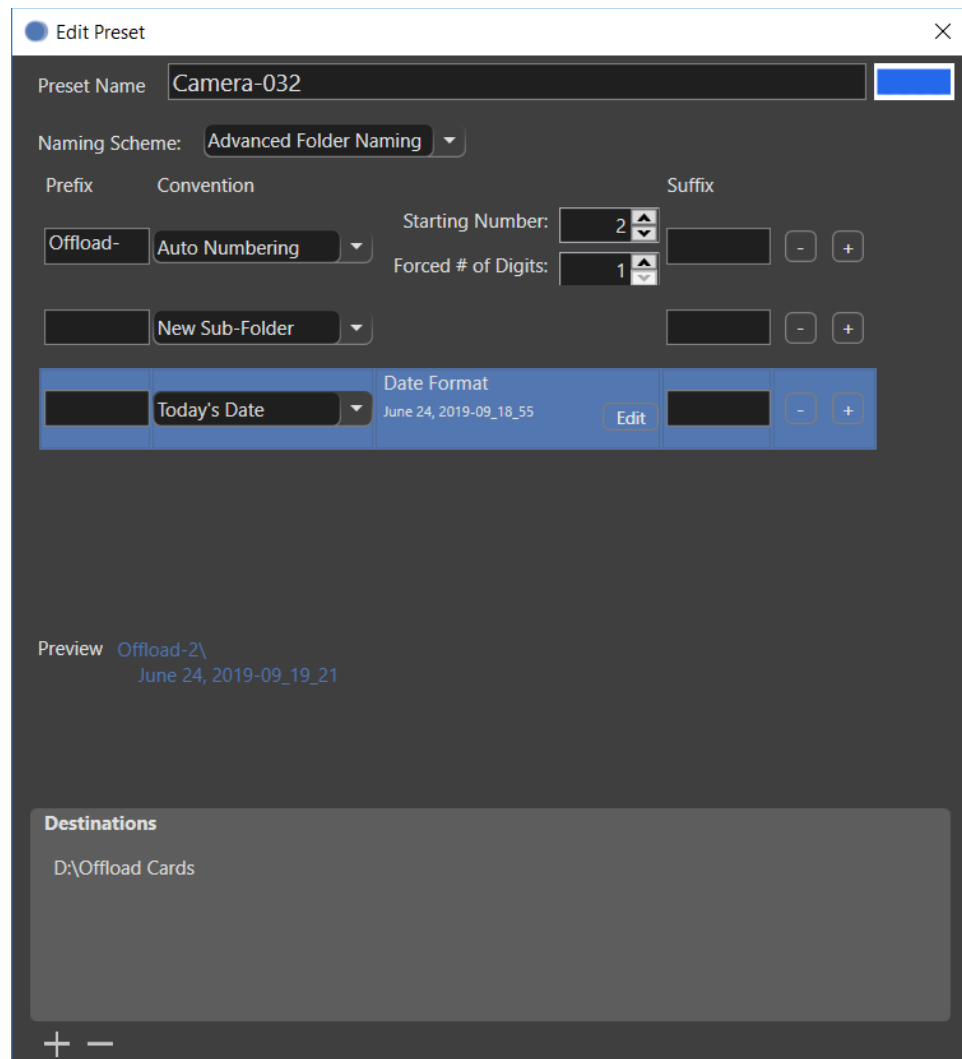 Edit Preset
Preset Name Camera-032
Naming Scheme: Advanced Folder Naming
Prefix Convention Suffix
Starting Number: 2
Offload- Auto Numbering - +
Forced # of Digits: 1
New Sub-Folder - +
Date Format
Today's Date June 24, 2019-09_18_55 Edit - +
Preview Offload-2\
June 24, 2019-09_19_21
Destinations
D:\Offload Cards